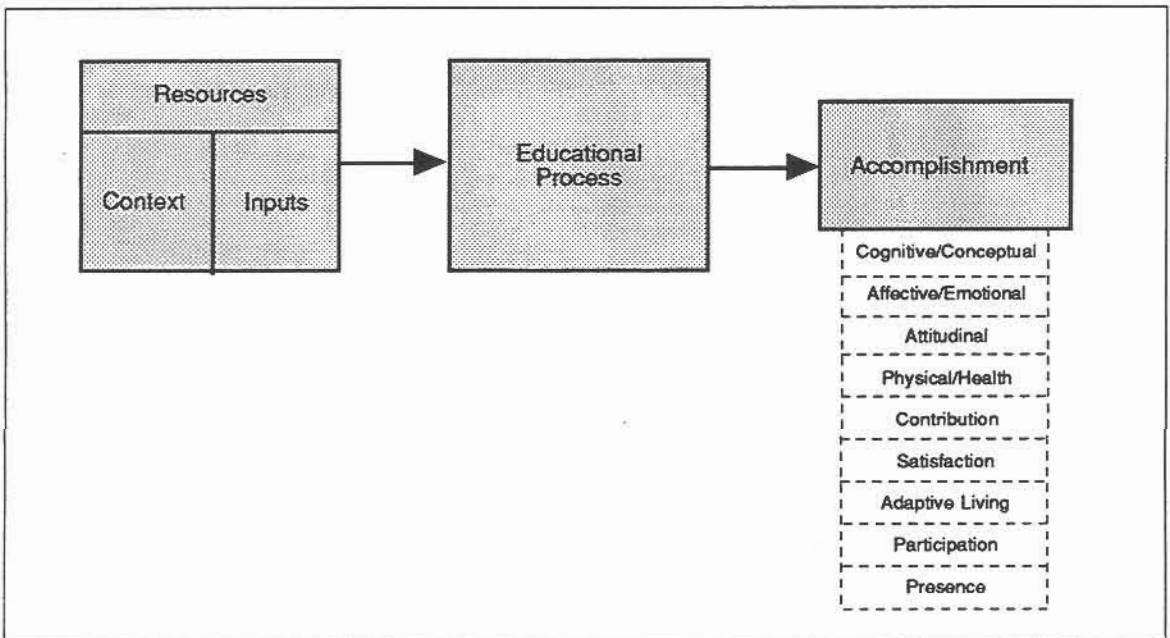 Resources
Context
Inputs
Educational
Process
Accomplishment
Cognitive/Conceptual
Affective/Emotional
Attitudinal
Physical/Health
Contribution
Satisfaction
Adaptive Living
Participation
Presence